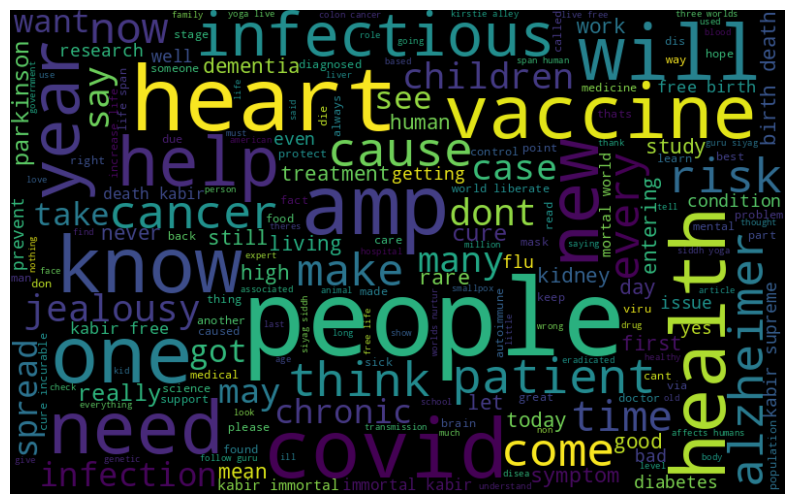 family yoga live colon cancer kirstie alley live free three worlds used
want now infectious role going span human dis blood will
stage based work called way hope
research well someone dementia diagnosed liver children medicine free birth birth death
parkinson say year heart see vaccine
life span increase life die said always life human thats
government use due even protect must american control point study thank guru siyag
right help cause case learn best risk
love death kabir person treatment getting world liberate mortal world tell condition
prevent take cancer fact food amp dont read new every entering problem
never back still living care cure million mask saying mental thought part
man find theres hospital many siddh yoga
don nothing face know expert high associated make rare flu kidney day article
jealousy thing animal made smallpox keep issue alzheimer
kabir free another caused siyag siddh free life worlds nurtur people autoimmune viru yes kabir supreme
one got last long show little wrong drug first healthy health
spread cure incurable check kid medical age sick think patient eradicated cant via old
really science support may chronic let great doctor time population
everything look school brain today non affects humans
need please transmission much covid come good bad level body
give genetic infection found ill mean follow guru disea symptom
kabir immortal immortal kabir understand diabetes